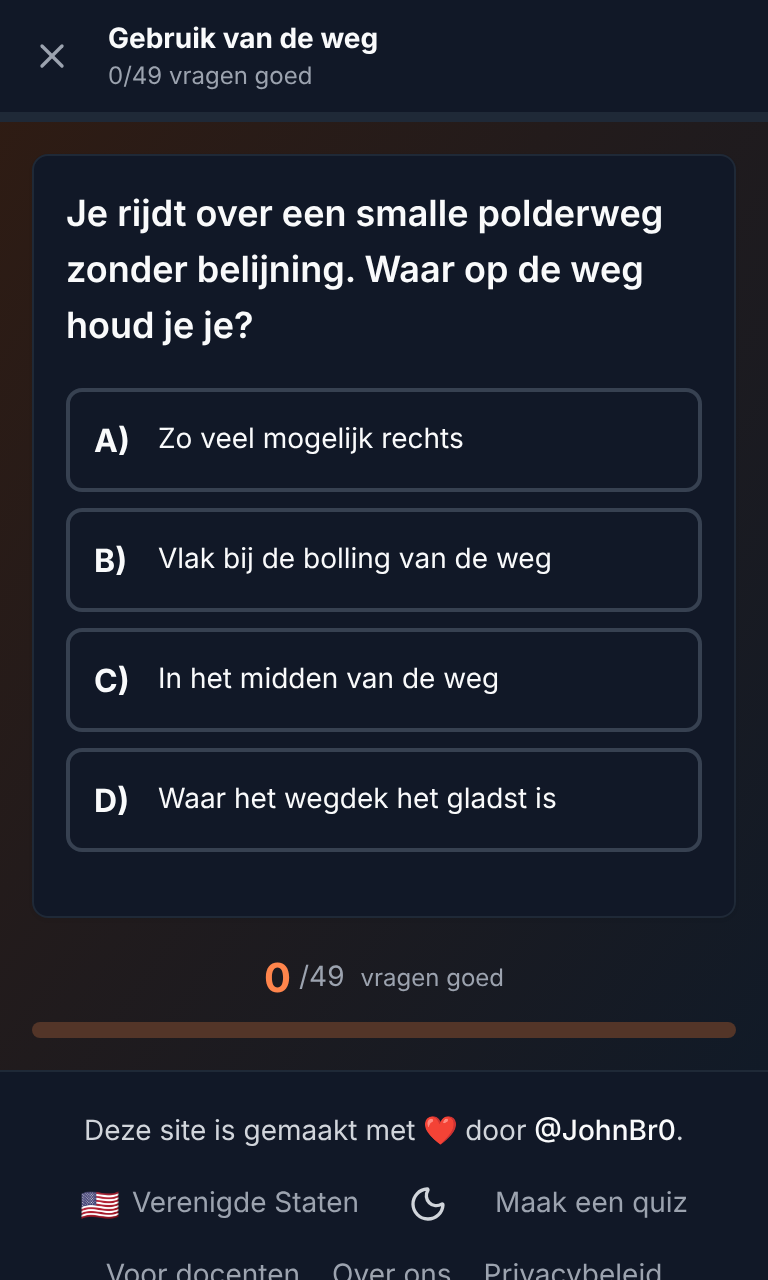 Gebruik van de weg
0/49 vragen goed
Je rijdt over een smalle polderweg
zonder belijning. Waar op de weg
houd je je?
A) Zo veel mogelijk rechts
B) Vlak bij de bolling van de weg
C) In het midden van de weg
D) Waar het wegdek het gladst is
0 /49 vragen goed
Deze site is gemaakt met ❤️ door @JohnBr0.
🇺🇸 Verenigde Staten Maak een quiz
Voor docenten Over ons Privacybeleid